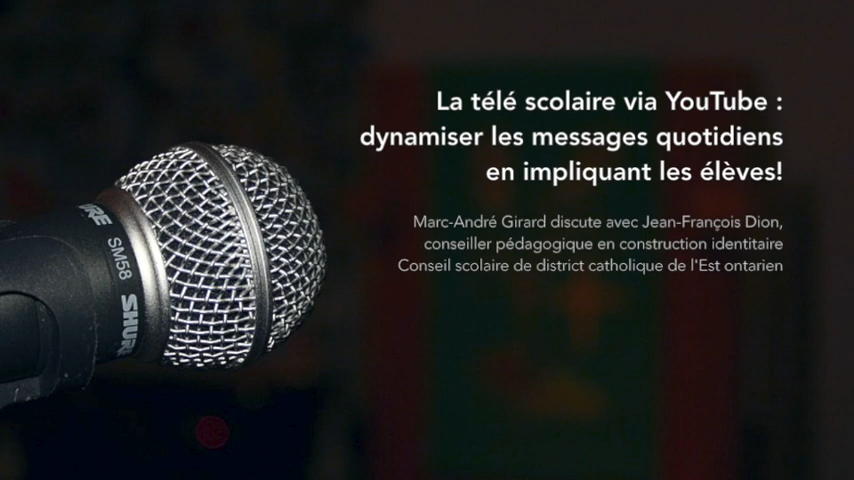 La télé scolaire via YouTube :
dynamiser les messages quotidiens
en impliquant les élèves!
Marc-André Girard discute avec Jean-François Dion,
conseiller pédagogique en construction identitaire
Conseil scolaire de district catholique de l'Est ontarien
SHURE
SM58
SHURE